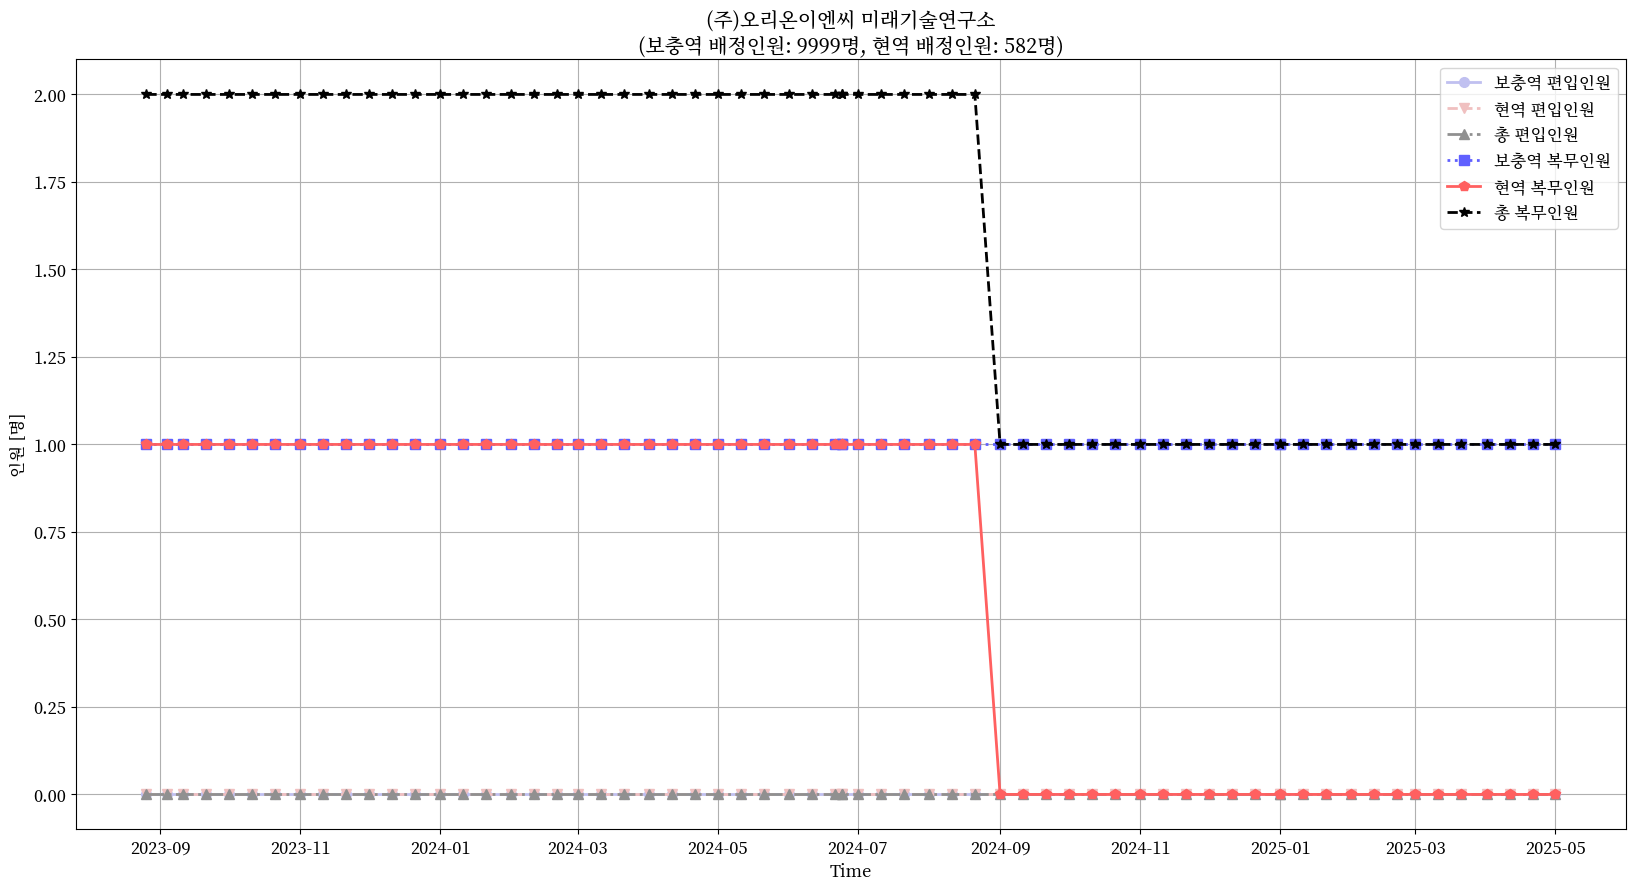 (주)오리온이엔씨 미래기술연구소
(보충역 배정인원: 9999명, 현역 배정인원: 582명)
보충역 편입인원
현역 편입인원
총 편입인원
보충역 복무인원
현역 복무인원
총 복무인원
인원 [명]
2.00
1.75
1.50
1.25
1.00
0.75
0.50
0.25
0.00
2023-09 2023-11 2024-01 2024-03 2024-05 2024-07 2024-09 2024-11 2025-01 2025-03 2025-05
Time